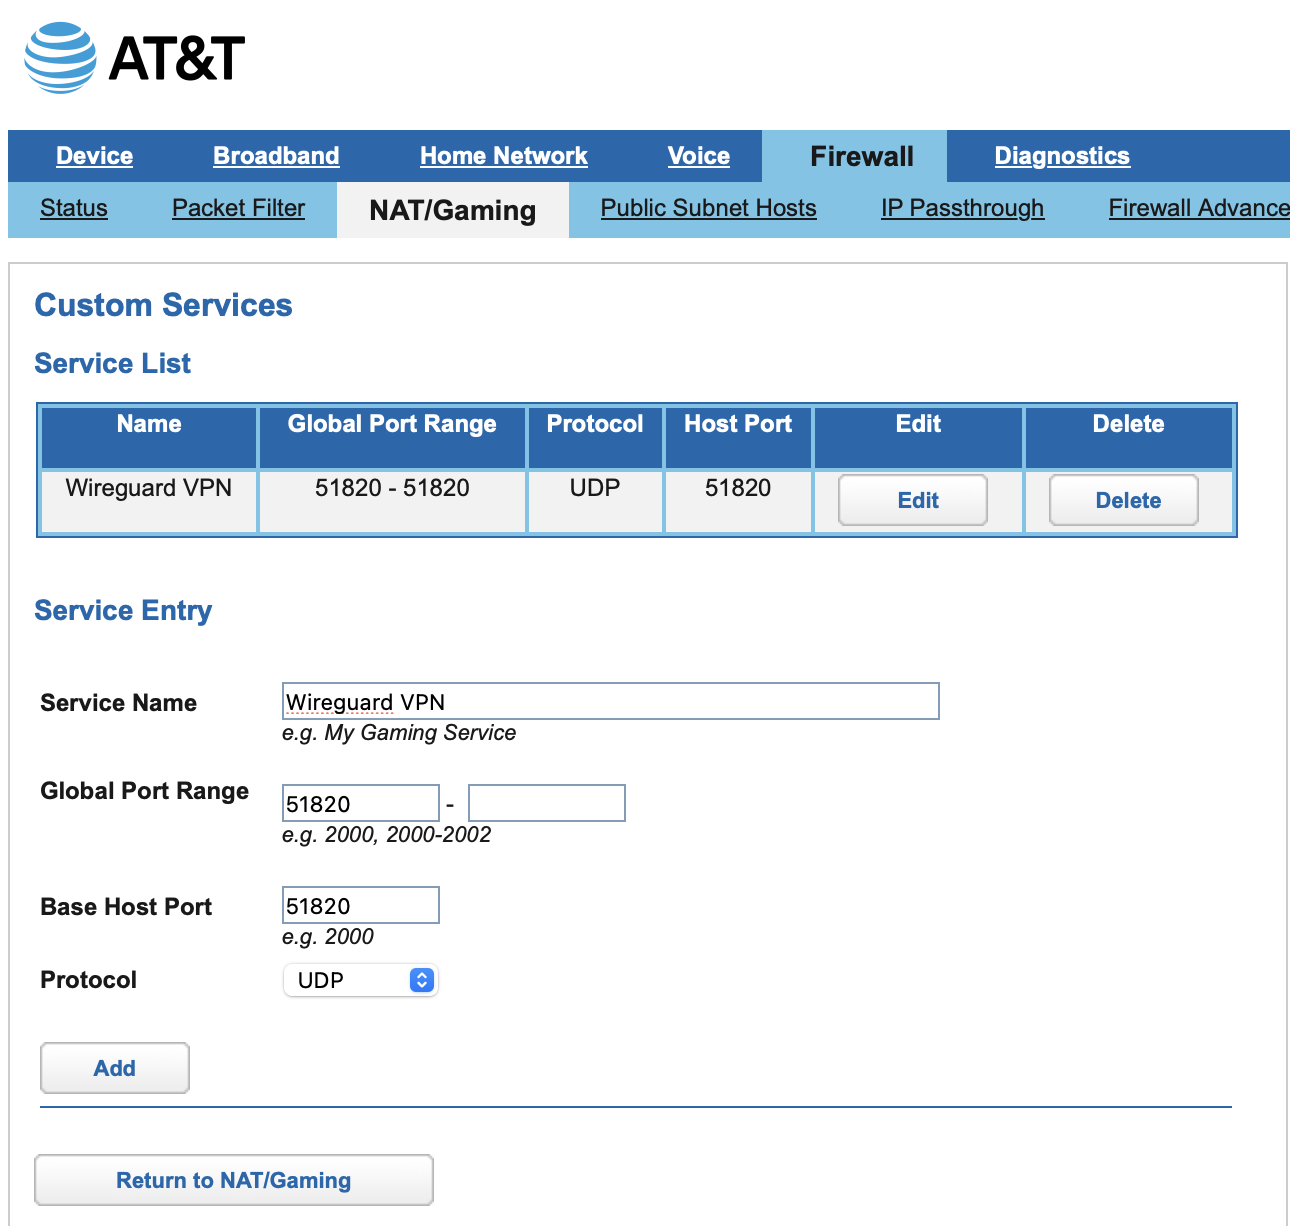 AT&T
Device Broadband Home Network Voice Firewall Diagnostics
Status Packet Filter NAT/Gaming Public Subnet Hosts IP Passthrough Firewall Advance
Custom Services
Service List
Name Global Port Range Protocol Host Port Edit Delete
Wireguard VPN 51820 - 51820 UDP 51820 Edit Delete
Service Entry
Service Name Wireguard VPN
e.g. My Gaming Service
Global Port Range 51820 -
e.g. 2000, 2000-2002
Base Host Port 51820
e.g. 2000
Protocol UDP
Add
Return to NAT/Gaming